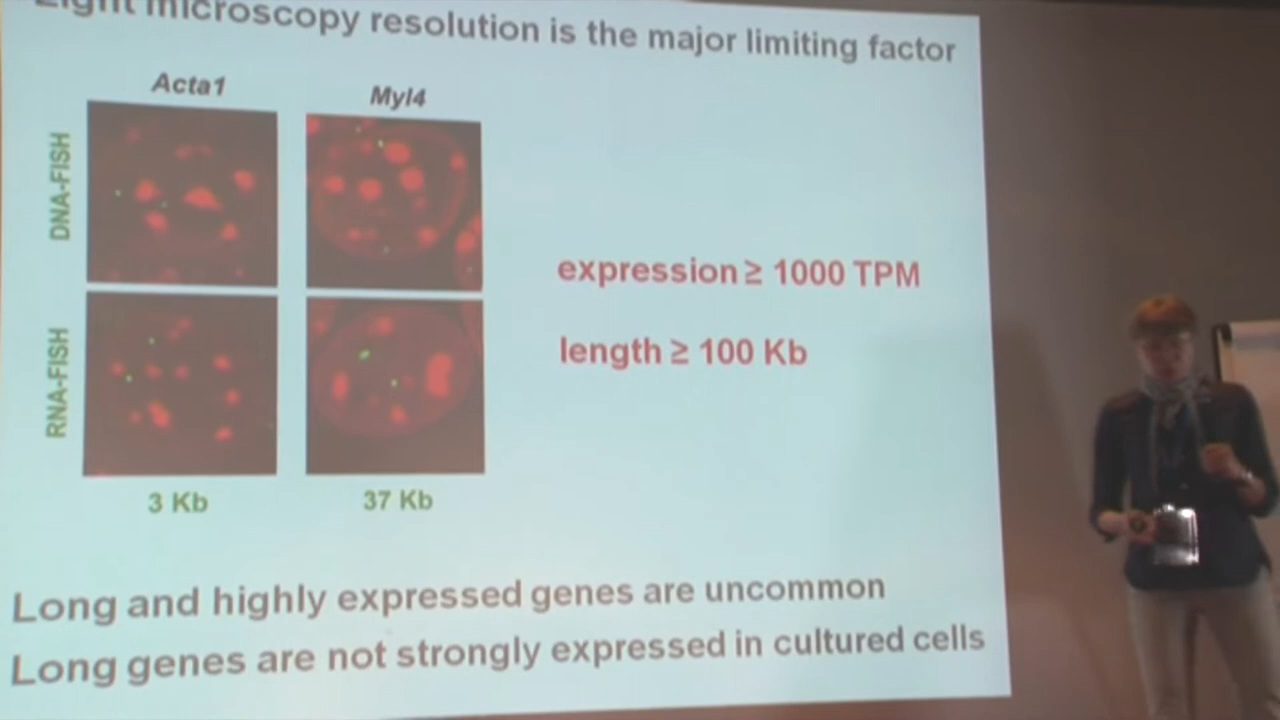 Light microscopy resolution is the major limiting factor
Acta1
Myl4
DNA-FISH
RNA-FISH
3 Kb
37 Kb
expression ≥ 1000 TPM
length ≥ 100 Kb
Long and highly expressed genes are uncommon
Long genes are not strongly expressed in cultured cells